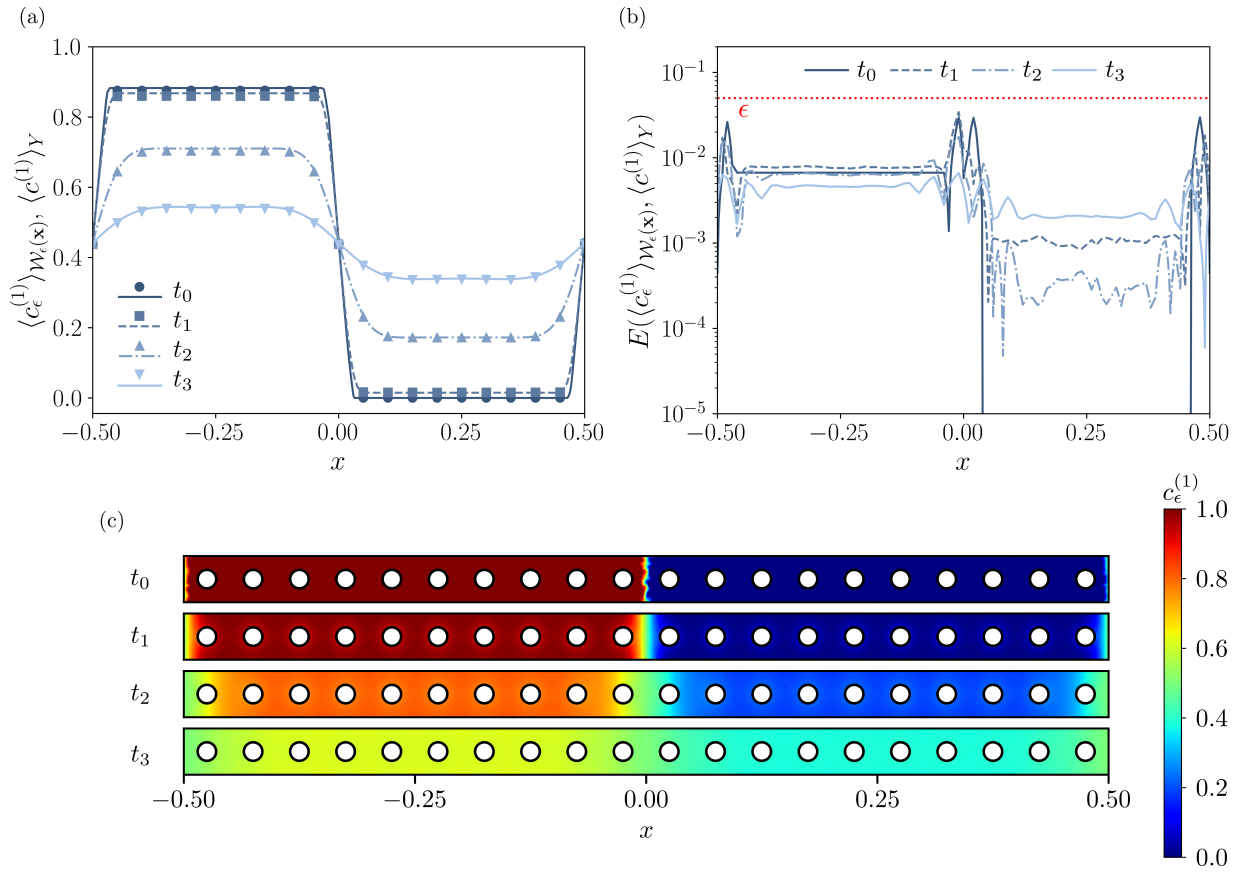 (a)
⟨c_ϵ^(1)⟩_W_ϵ(x), ⟨c^(1)⟩_Y
1.0
0.8
0.6
0.4
0.2
0.0
t_0
t_1
t_2
t_3
−0.50
−0.25
0.00
0.25
0.50
x
(b)
E(⟨c_ϵ^(1)⟩_W_ϵ(x), ⟨c^(1)⟩_Y)
10^−1
10^−2
10^−3
10^−4
10^−5
t_0 t_1 t_2 t_3
ϵ
−0.50
−0.25
0.00
0.25
0.50
x
(c)
t_0
t_1
t_2
t_3
−0.50
−0.25
0.00
0.25
0.50
x
c_ϵ^(1)
1.0
0.8
0.6
0.4
0.2
0.0